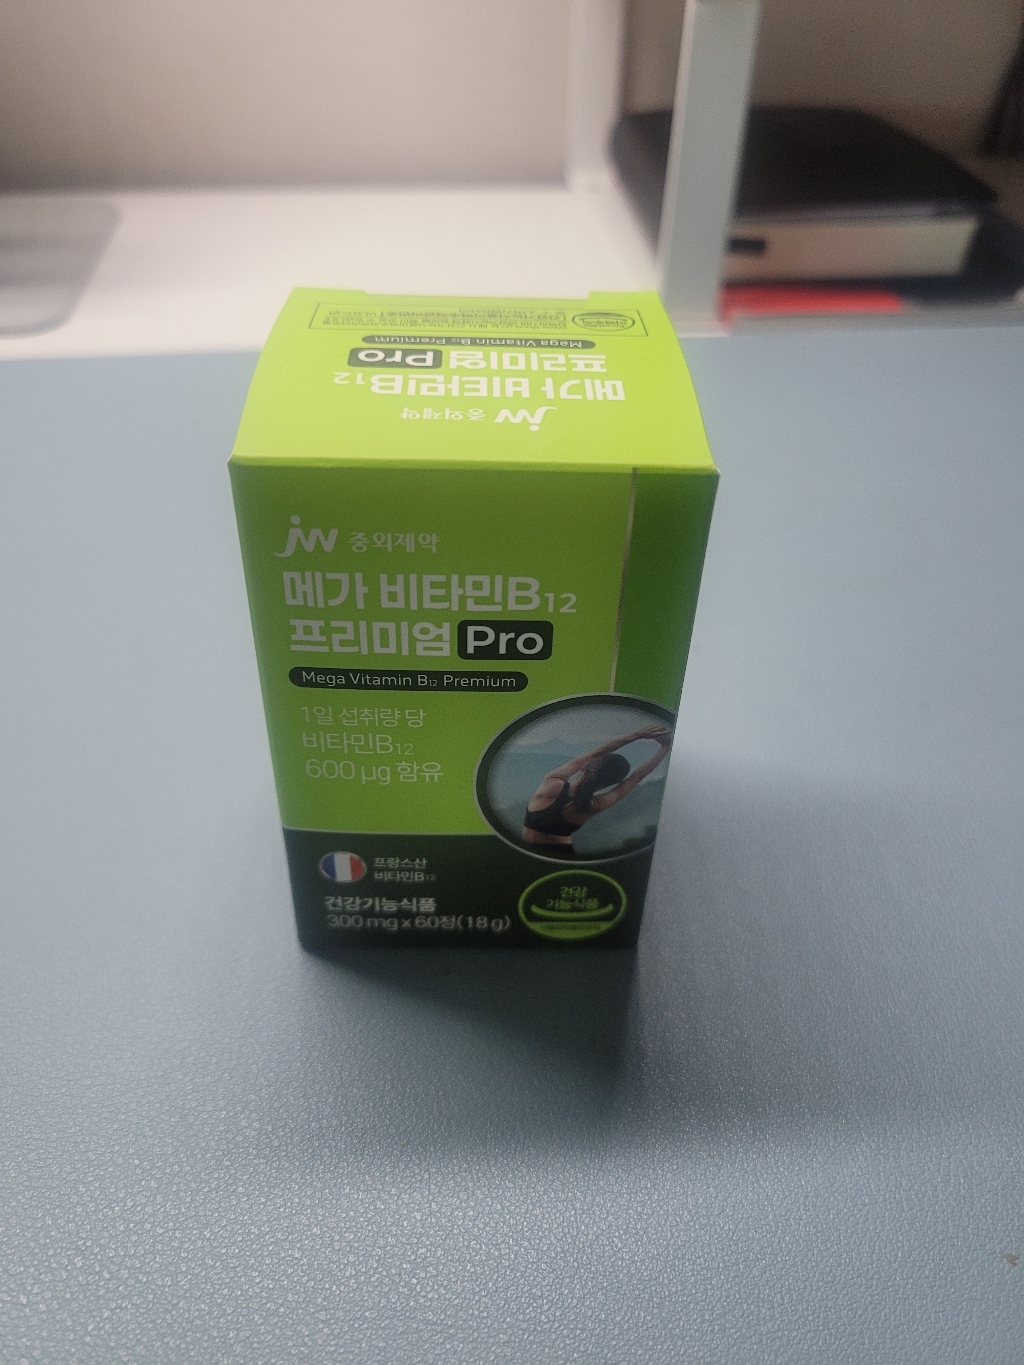 메가 비타민B12
프리미엄 Pro
Mega Vitamin B12 Premium
jw 중외제약
jw 중외제약
메가 비타민B12
프리미엄 Pro
Mega Vitamin B12 Premium
1일 섭취량 당
비타민B12
600 µg 함유
프랑스산
비타민B12
건강기능식품
300 mg x 60정(18 g)
건강
기능식품